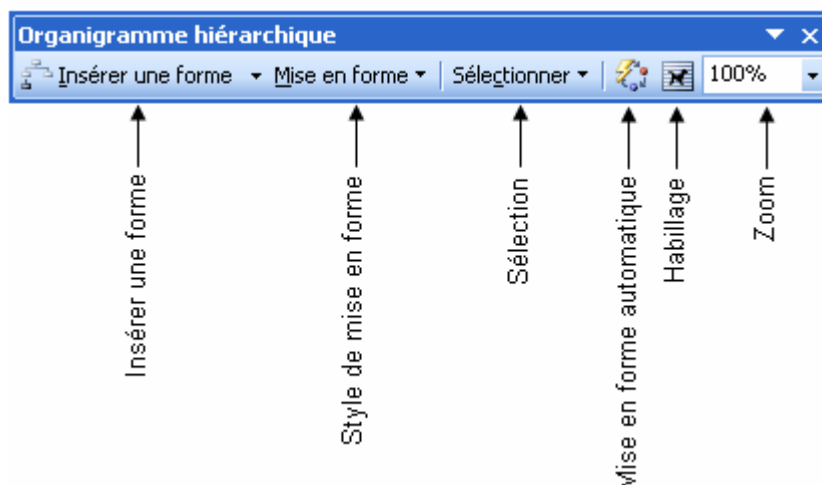 Organigramme hiérarchique
Insérer une forme Mise en forme Sélectionner 100%
Insérer une forme
Style de mise en forme
Sélection
Mise en forme automatique
Habillage
Zoom